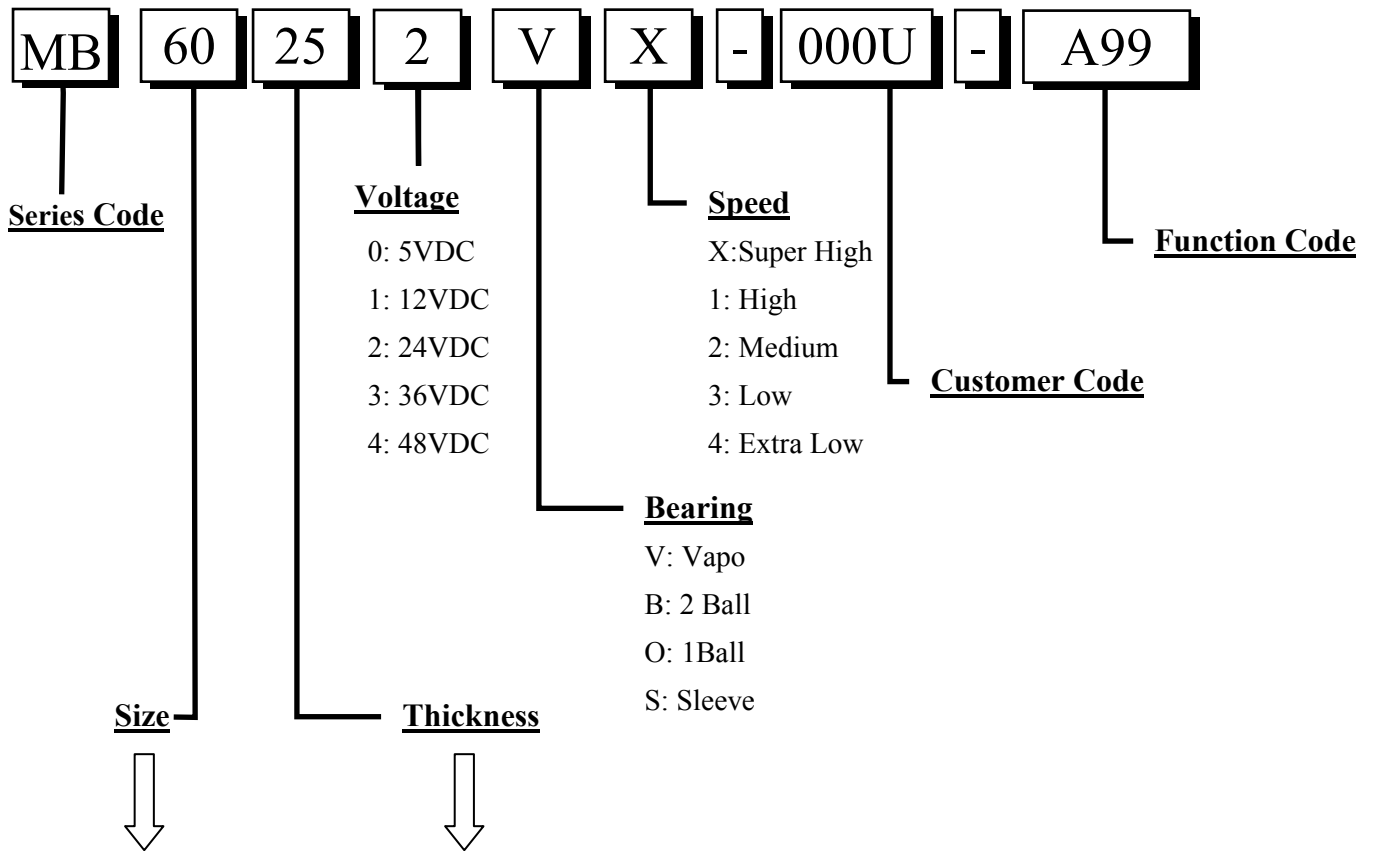 MB 60 25 2 V X - 000U - A99
Series Code
Voltage
0: 5VDC
1: 12VDC
2: 24VDC
3: 36VDC
4: 48VDC
Speed
X:Super High
1: High
2: Medium
3: Low
4: Extra Low
Function Code
Customer Code
Bearing
V: Vapo
B: 2 Ball
O: 1Ball
S: Sleeve
Size
Thickness